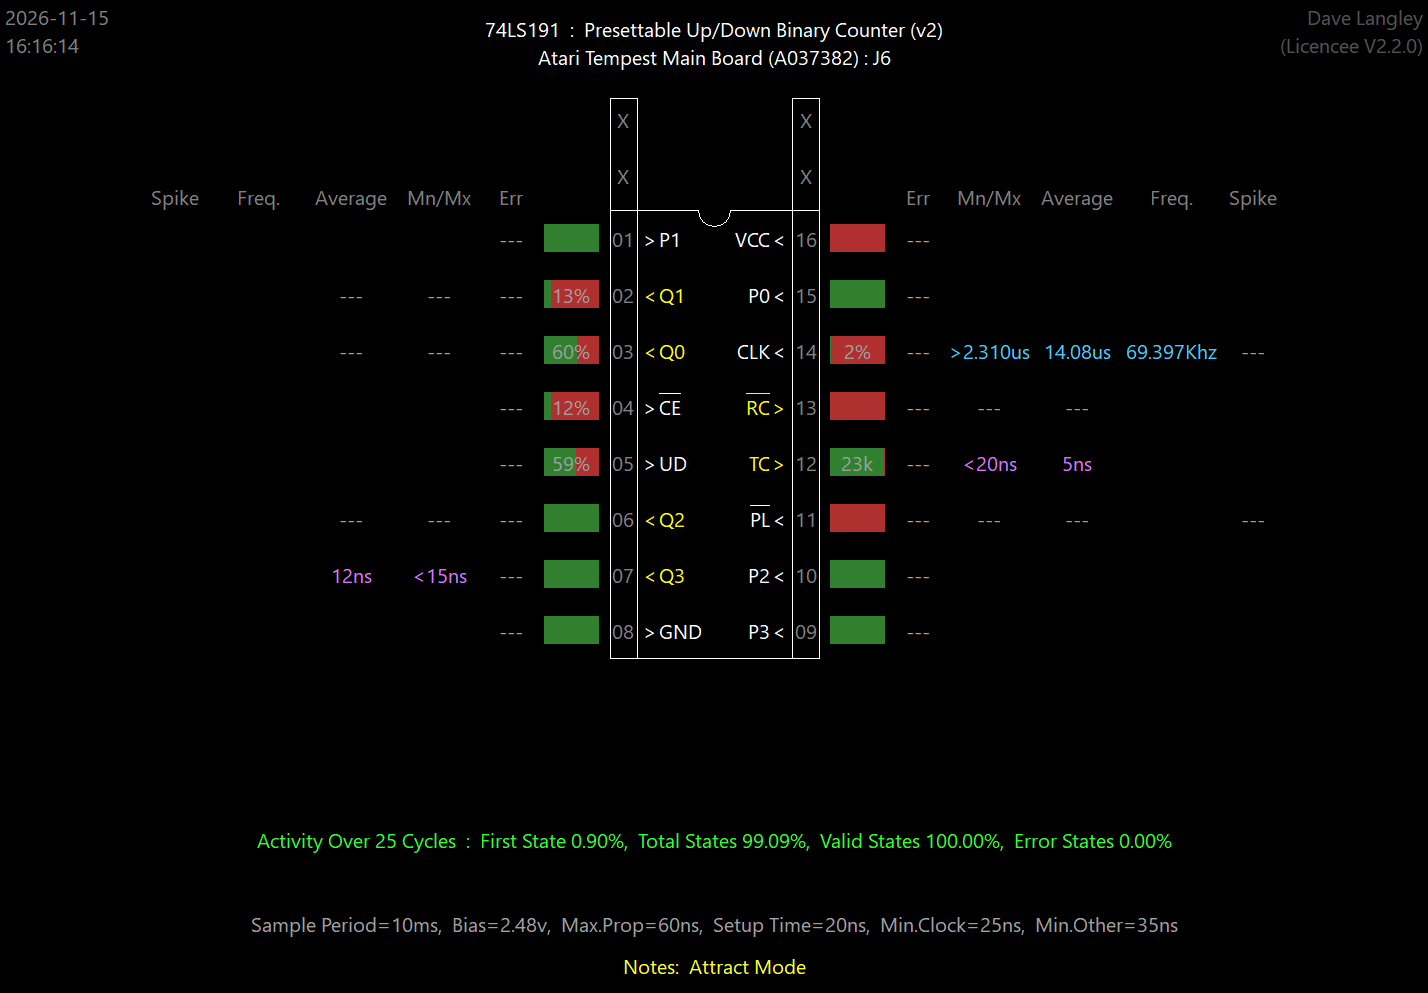 2026-11-15
16:16:14
74LS191 : Presettable Up/Down Binary Counter (v2)
Atari Tempest Main Board (A037382) : J6
Dave Langley
(Licencee V2.2.0)
X X
X X
Spike Freq. Average Mn/Mx Err Err Mn/Mx Average Freq. Spike
--- 01 >P1 VCC< 16 ---
--- --- --- 13% 02 <Q1 P0< 15 ---
--- --- --- 60% 03 <Q0 CLK< 14 2% --- >2.310us 14.08us 69.397Khz ---
--- 12% 04 >CE RC> 13 --- --- ---
--- 59% 05 >UD TC> 12 23k --- <20ns 5ns
--- --- --- 06 <Q2 PL< 11 --- --- --- ---
12ns <15ns --- 07 <Q3 P2< 10 ---
--- 08 >GND P3< 09 ---
Activity Over 25 Cycles : First State 0.90%, Total States 99.09%, Valid States 100.00%, Error States 0.00%
Sample Period=10ms, Bias=2.48v, Max.Prop=60ns, Setup Time=20ns, Min.Clock=25ns, Min.Other=35ns
Notes: Attract Mode